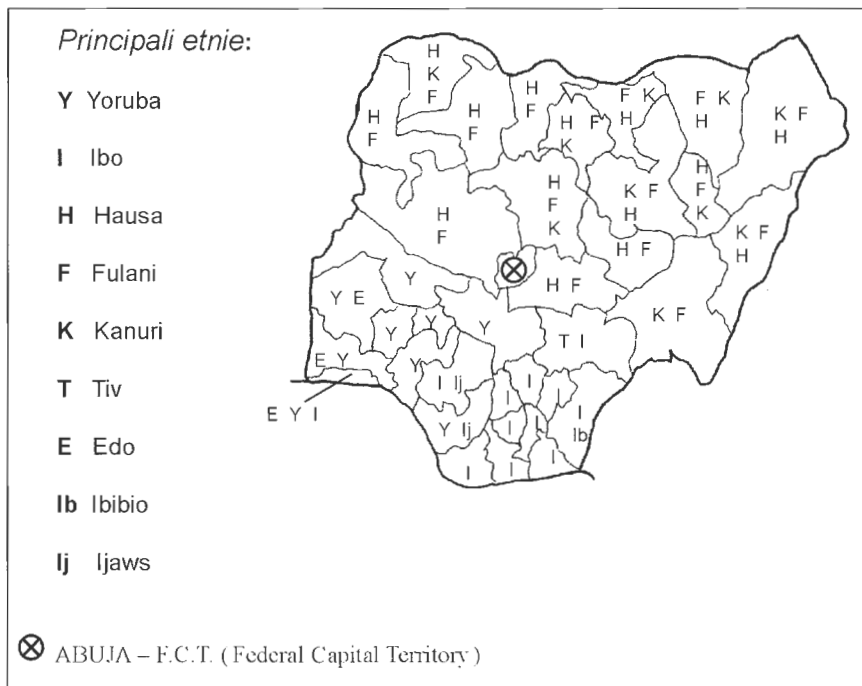 Principali etnie:
Y Yoruba
I Ibo
H Hausa
F Fulani
K Kanuri
T Tiv
E Edo
Ib Ibibio
Ij Ijaws
H
K
F
H
F
H
F
H
F
H F
K
F K
H
F K
H
K F
H
H
F
K
K F
H
H
F
K
H
F
K F
H
H F
H F
K F
Y
Y E
Y
Y
Y
T I
E Y
Y
I Ij
I
I
I
I
Ib
Y Ij
I
I
I
I
I
E Y I
ABUJA – F.C.T. ( Federal Capital Territory )